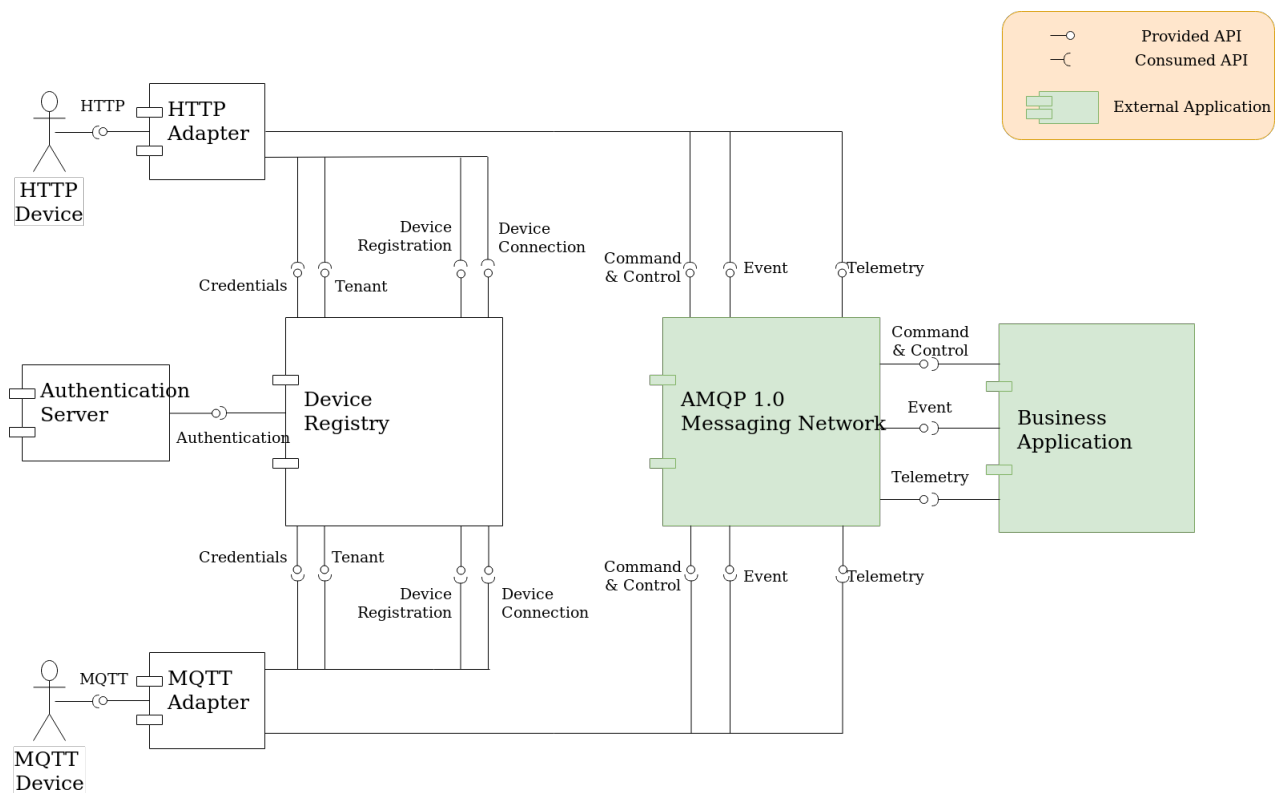 Provided API
Consumed API
External Application
HTTP
HTTP
Adapter
HTTP
Device
Device
Registration
Device
Connection
Credentials
Tenant
Command
& Control
Event
Telemetry
Authentication
Server
Authentication
Device
Registry
AMQP 1.0
Messaging Network
Command
& Control
Event
Telemetry
Business
Application
Credentials
Tenant
Device
Registration
Device
Connection
Command
& Control
Event
Telemetry
MQTT
MQTT
Adapter
MQTT
Device